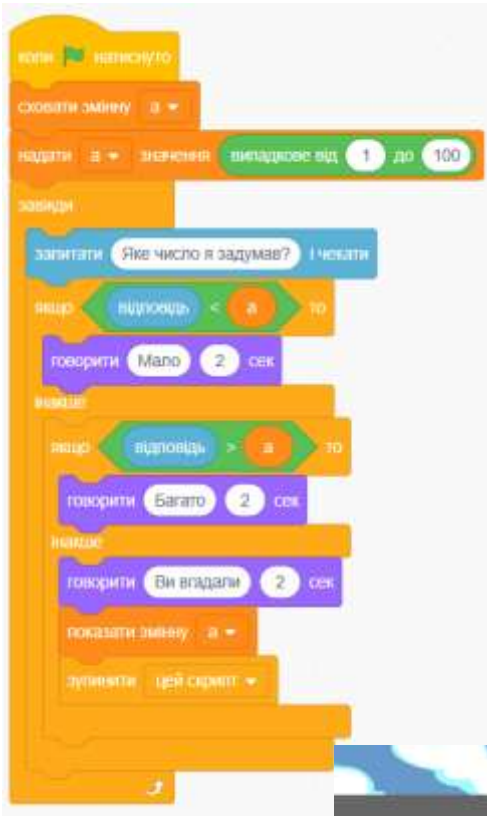 коли натиснуто
сховати змінну а
надати а значення випадкове від 1 до 100
завжди
запитати Яке число я задумав? і чекати
якщо відповідь < а то
говорити Мало 2 сек
інакше
якщо відповідь > а то
говорити Багато 2 сек
інакше
говорити Ви вгадали 2 сек
показати змінну а
зупинити цей скрипт